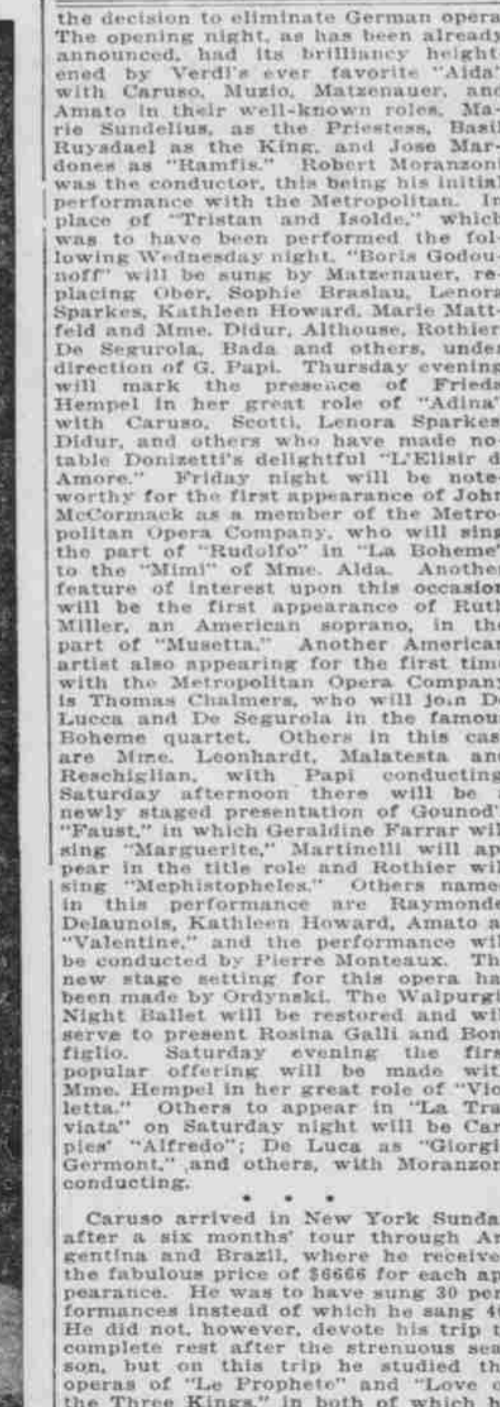 the decision to eliminate German opera
The opening night, as has been already
announced, had its brilliancy height-
ened by Verdi's ever favorite "Aida"
with Caruso, Muzio, Matzenauer, and
Amato in their well-known roles, Ma-
rie Sundelius, as the Priestess, Basil
Ruysdael as the King, and Jose Mar-
dones as "Ramfis." Robert Moranzoni
was the conductor, this being his initial
performance with the Metropolitan. In
place of "Tristan and Isolde," which
was to have been performed the fol-
lowing Wednesday night, "Boris Godou-
noff" will be sung by Matzenauer, re-
placing Ober, Sophie Braslau, Lenora
Sparkes, Kathleen Howard, Marie Matt-
feld and Mme. Didur, Althouse, Rothier
De Segurola, Bada and others, under
direction of G. Papi. Thursday evening
will mark the presence of Frieda
Hempel in her great role of "Adina"
with Caruso, Scotti, Lenora Sparkes
Didur, and others who have made no-
table Donizetti's delightful "L'Elisir d
Amore." Friday night will be note-
worthy for the first appearance of John
McCormack as a member of the Metro-
politan Opera Company, who will sing
the part of "Rudolfo" in "La Boheme"
to the "Mimi" of Mme. Alda. Another
feature of interest upon this occasion
will be the first appearance of Ruth
Miller, an American soprano, in the
part of "Musetta." Another American
artist also appearing for the first time
with the Metropolitan Opera Company
is Thomas Chalmers, who will join De
Lucca and De Segurola in the famous
Boheme quartet. Others in this cas
are Mme. Leonhardt, Malatesta and
Reschiglian, with Papi conducting
Saturday afternoon there will be
newly staged presentation of Gounod'
"Faust," in which Geraldine Farrar wil
sing "Marguerite," Martinelli will ap
pear in the title role and Rothier wil
sing "Mephistopheles." Others name
in this performance are Raymonde
Delaunois, Kathleen Howard, Amato a
"Valentine," and the performance wil
be conducted by Pierre Monteaux. Th
new stage setting for this opera ha
been made by Ordynski. The Walpurgi
Night Ballet will be restored and wil
serve to present Rosina Galli and Bon
figlio. Saturday evening the firs
popular offering will be made wit
Mme. Hempel in her great role of "Vio
letta." Others to appear in "La Tra
viata" on Saturday night will be Car
pies' "Alfredo"; De Luca as "Giorgi
Germont," and others, with Moranzon
conducting.
* * *
Caruso arrived in New York Sunda
after a six months' tour through Ar
gentina and Brazil, where he receive
the fabulous price of $6666 for each ap
pearance. He was to have sung 30 per
formances instead of which he sang 4
He did not, however, devote his trip t
complete rest after the strenuous sea
son, but on this trip he studied th
operas of "Le Prophete" and "Love o
the Three Kings," in both of which h